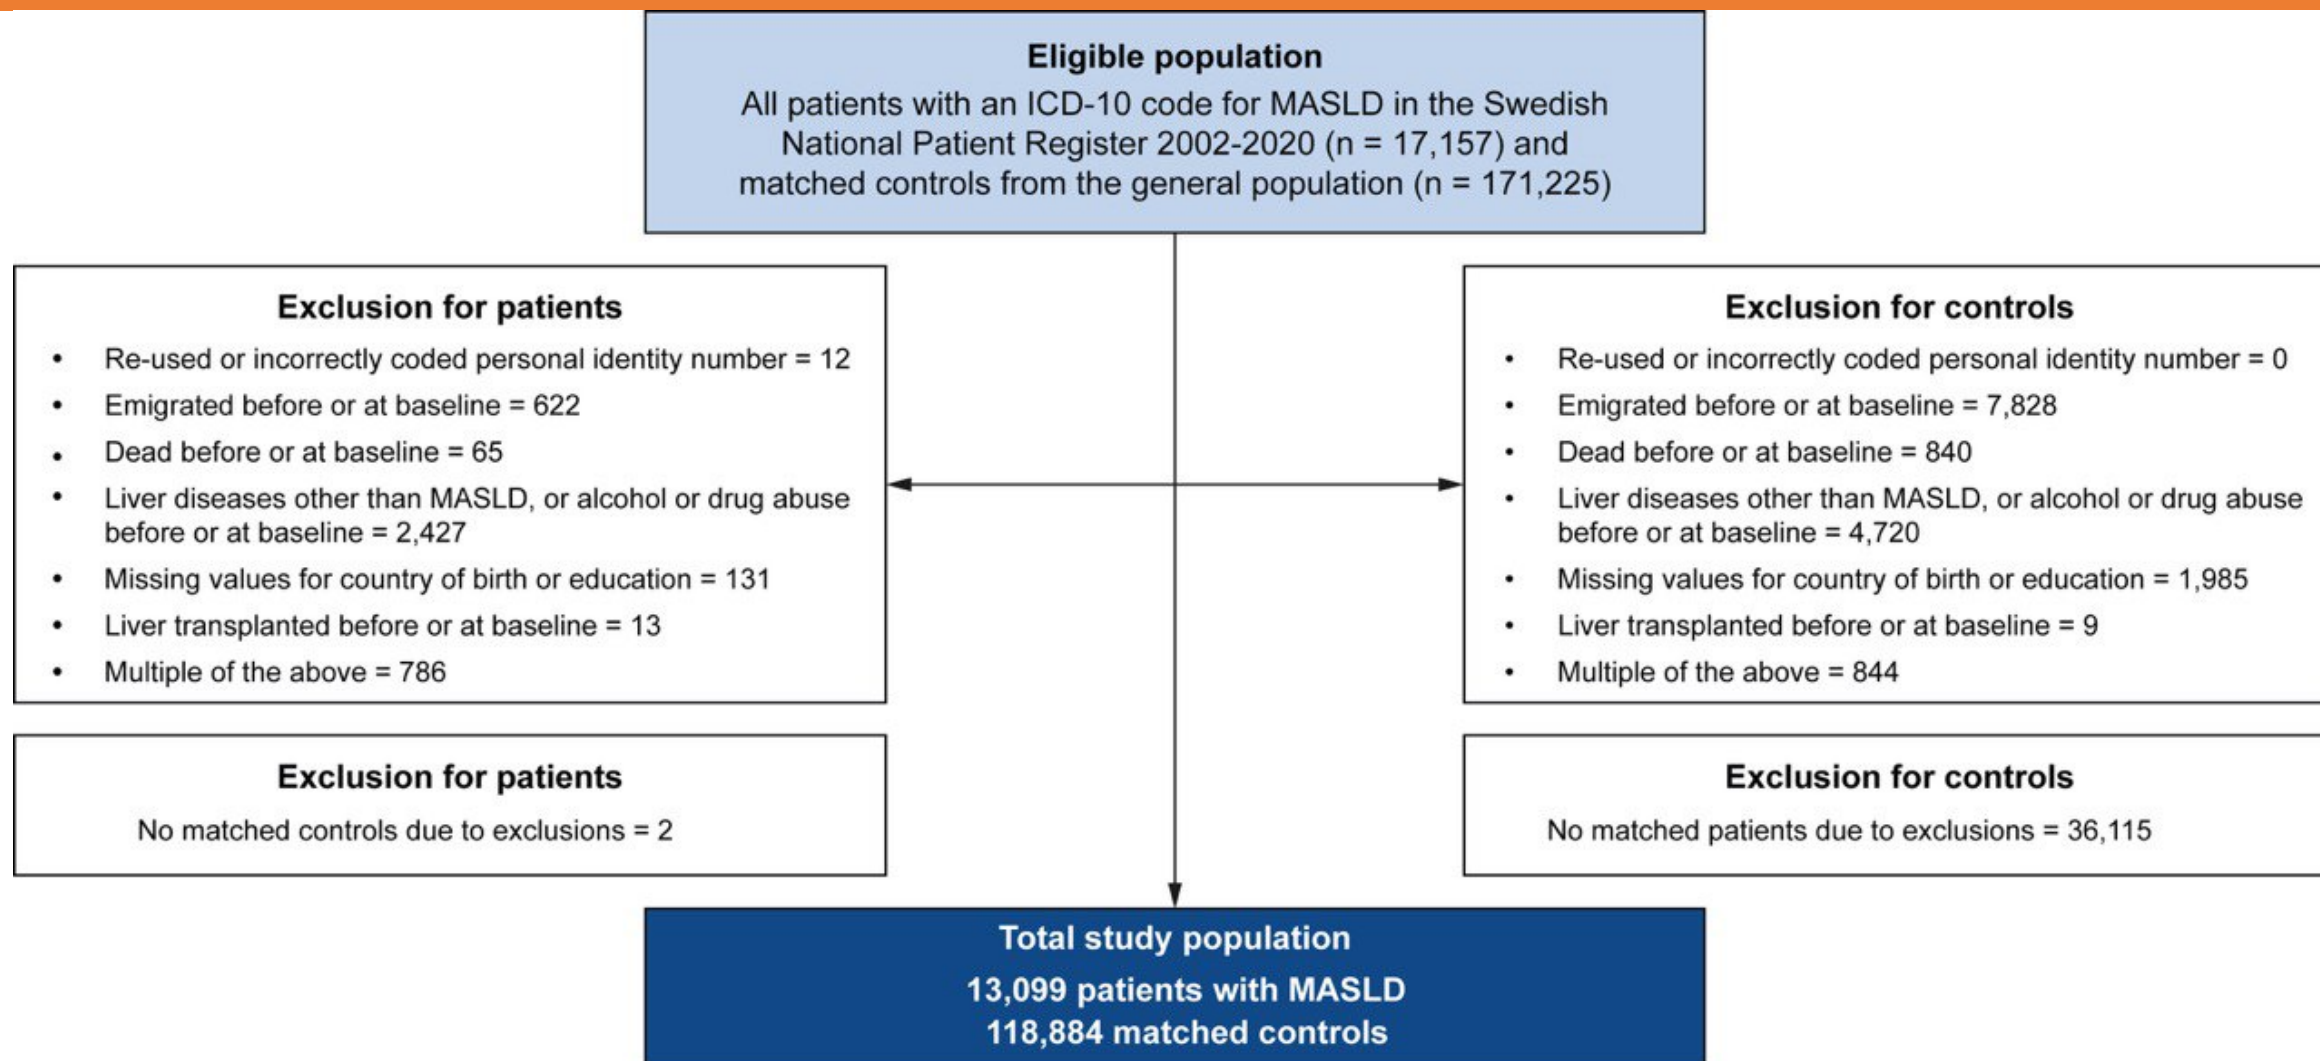 Eligible population
All patients with an ICD-10 code for MASLD in the Swedish
National Patient Register 2002-2020 (n = 17,157) and
matched controls from the general population (n = 171,225)
Exclusion for patients
• Re-used or incorrectly coded personal identity number = 12
• Emigrated before or at baseline = 622
• Dead before or at baseline = 65
• Liver diseases other than MASLD, or alcohol or drug abuse
before or at baseline = 2,427
• Missing values for country of birth or education = 131
• Liver transplanted before or at baseline = 13
• Multiple of the above = 786
Exclusion for controls
• Re-used or incorrectly coded personal identity number = 0
• Emigrated before or at baseline = 7,828
• Dead before or at baseline = 840
• Liver diseases other than MASLD, or alcohol or drug abuse
before or at baseline = 4,720
• Missing values for country of birth or education = 1,985
• Liver transplanted before or at baseline = 9
• Multiple of the above = 844
Exclusion for patients
No matched controls due to exclusions = 2
Exclusion for controls
No matched patients due to exclusions = 36,115
Total study population
13,099 patients with MASLD
118,884 matched controls